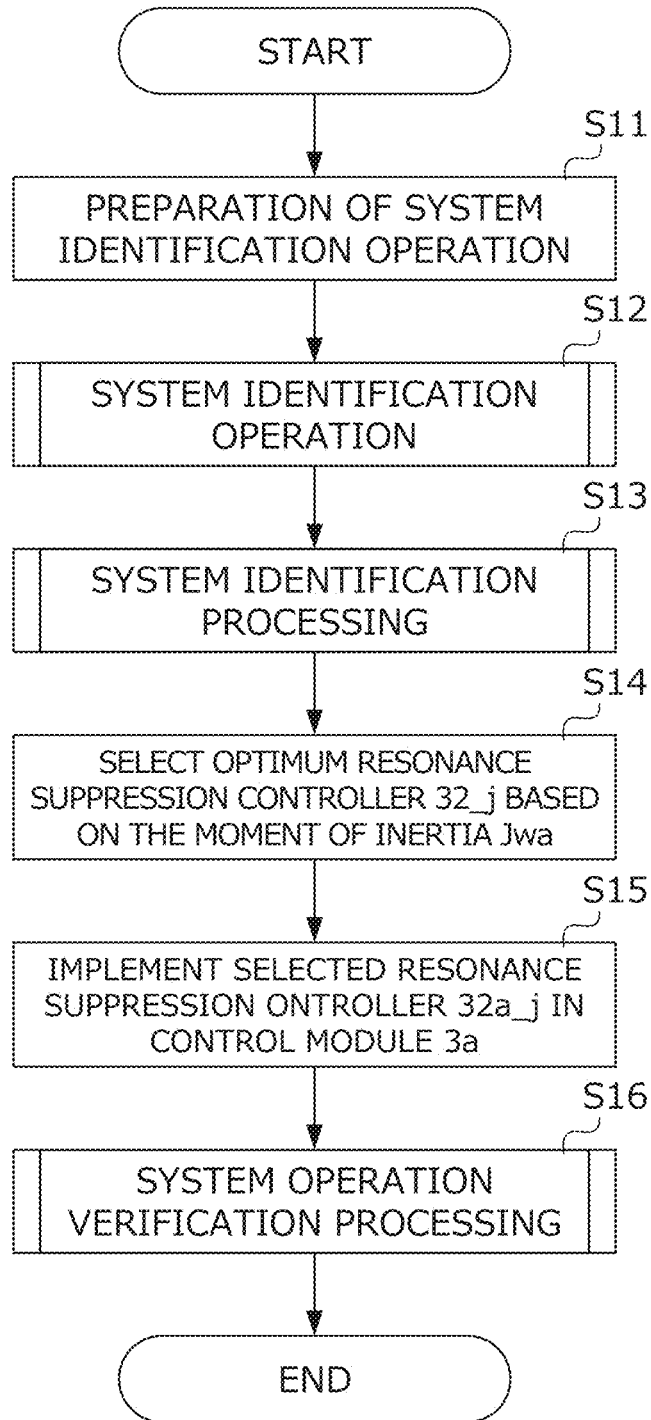 START
S11
PREPARATION OF SYSTEM
IDENTIFICATION OPERATION
S12
SYSTEM IDENTIFICATION
OPERATION
S13
SYSTEM IDENTIFICATION
PROCESSING
S14
SELECT OPTIMUM RESONANCE
SUPPRESSION CONTROLLER 32_j BASED
ON THE MOMENT OF INERTIA Jwa
S15
IMPLEMENT SELECTED RESONANCE
SUPPRESSION ONTROLLER 32a_j IN
CONTROL MODULE 3a
S16
SYSTEM OPERATION
VERIFICATION PROCESSING
END